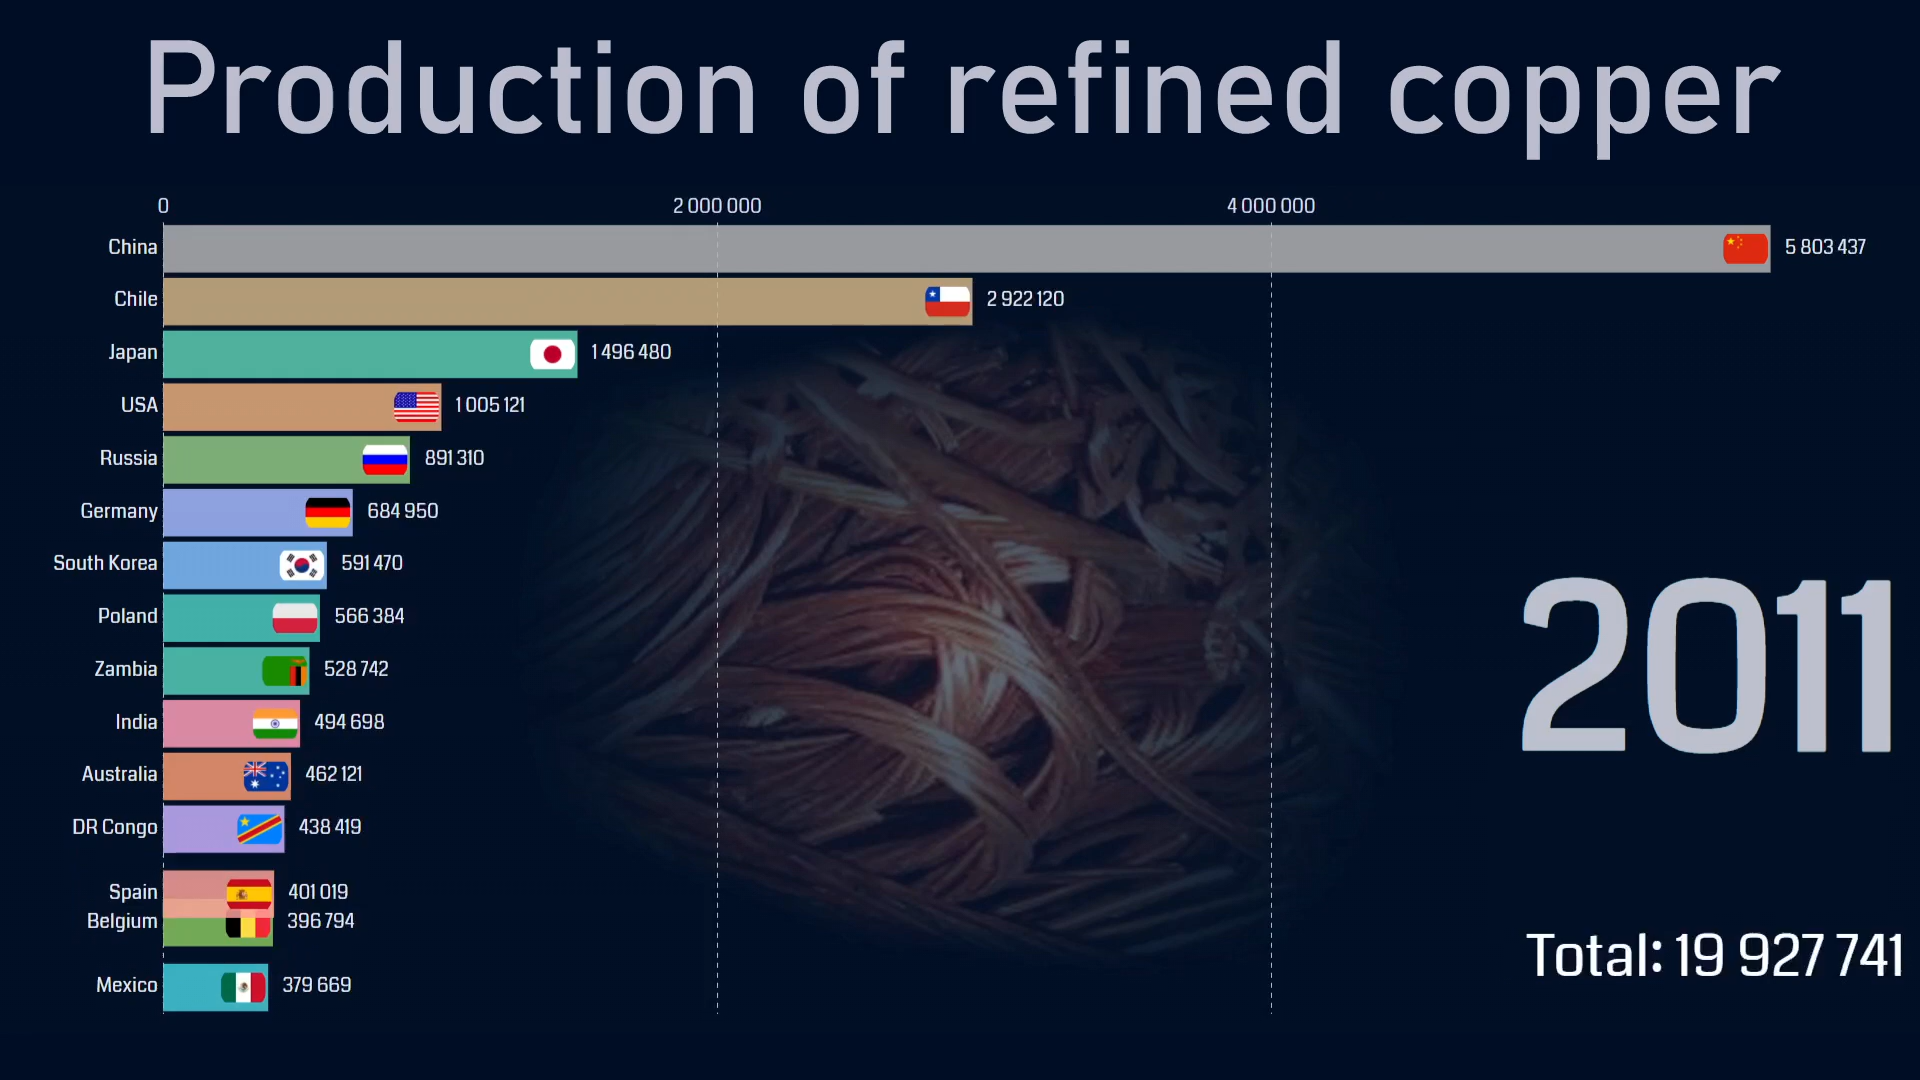 Production of refined copper
0 2 000 000 4 000 000
China 5 803 437
Chile 2 922 120
Japan 1 496 480
USA 1 005 121
Russia 891 310
Germany 684 950
South Korea 591 470
Poland 566 384
Zambia 528 742
India 494 698
Australia 462 121
DR Congo 438 419
Spain 401 019
Belgium 396 794
Mexico 379 669
2011
Total: 19 927 741